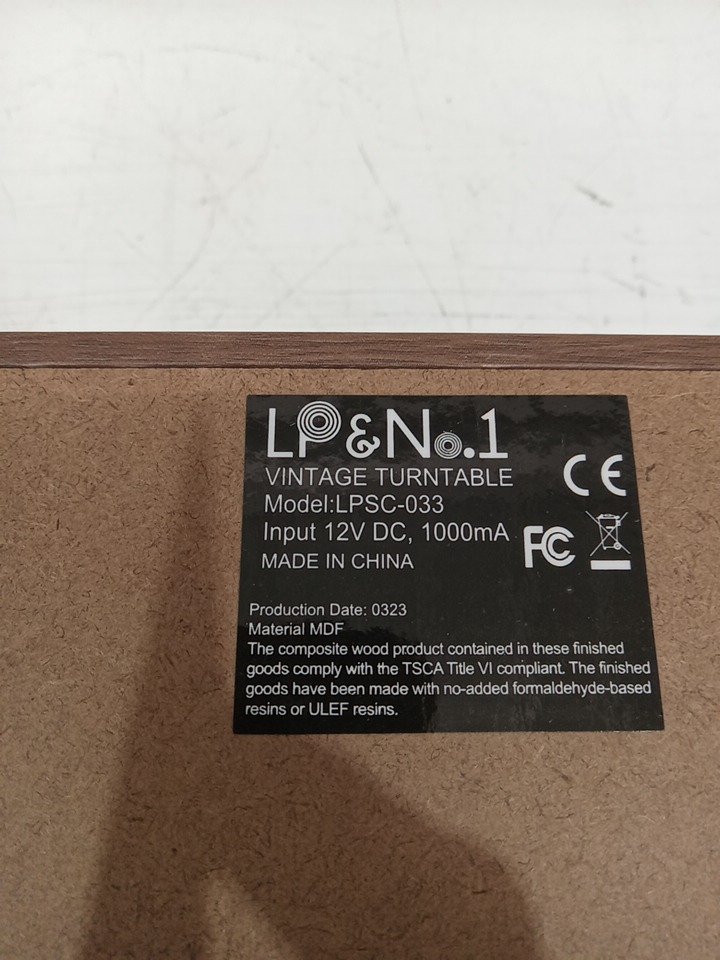 LP&No.1
VINTAGE TURNTABLE
Model:LPSC-033
Input 12V DC, 1000mA
MADE IN CHINA
CE
FC
Production Date: 0323
Material MDF
The composite wood product contained in these finished
goods comply with the TSCA Title VI compliant. The finished
goods have been made with no-added formaldehyde-based
resins or ULEF resins.